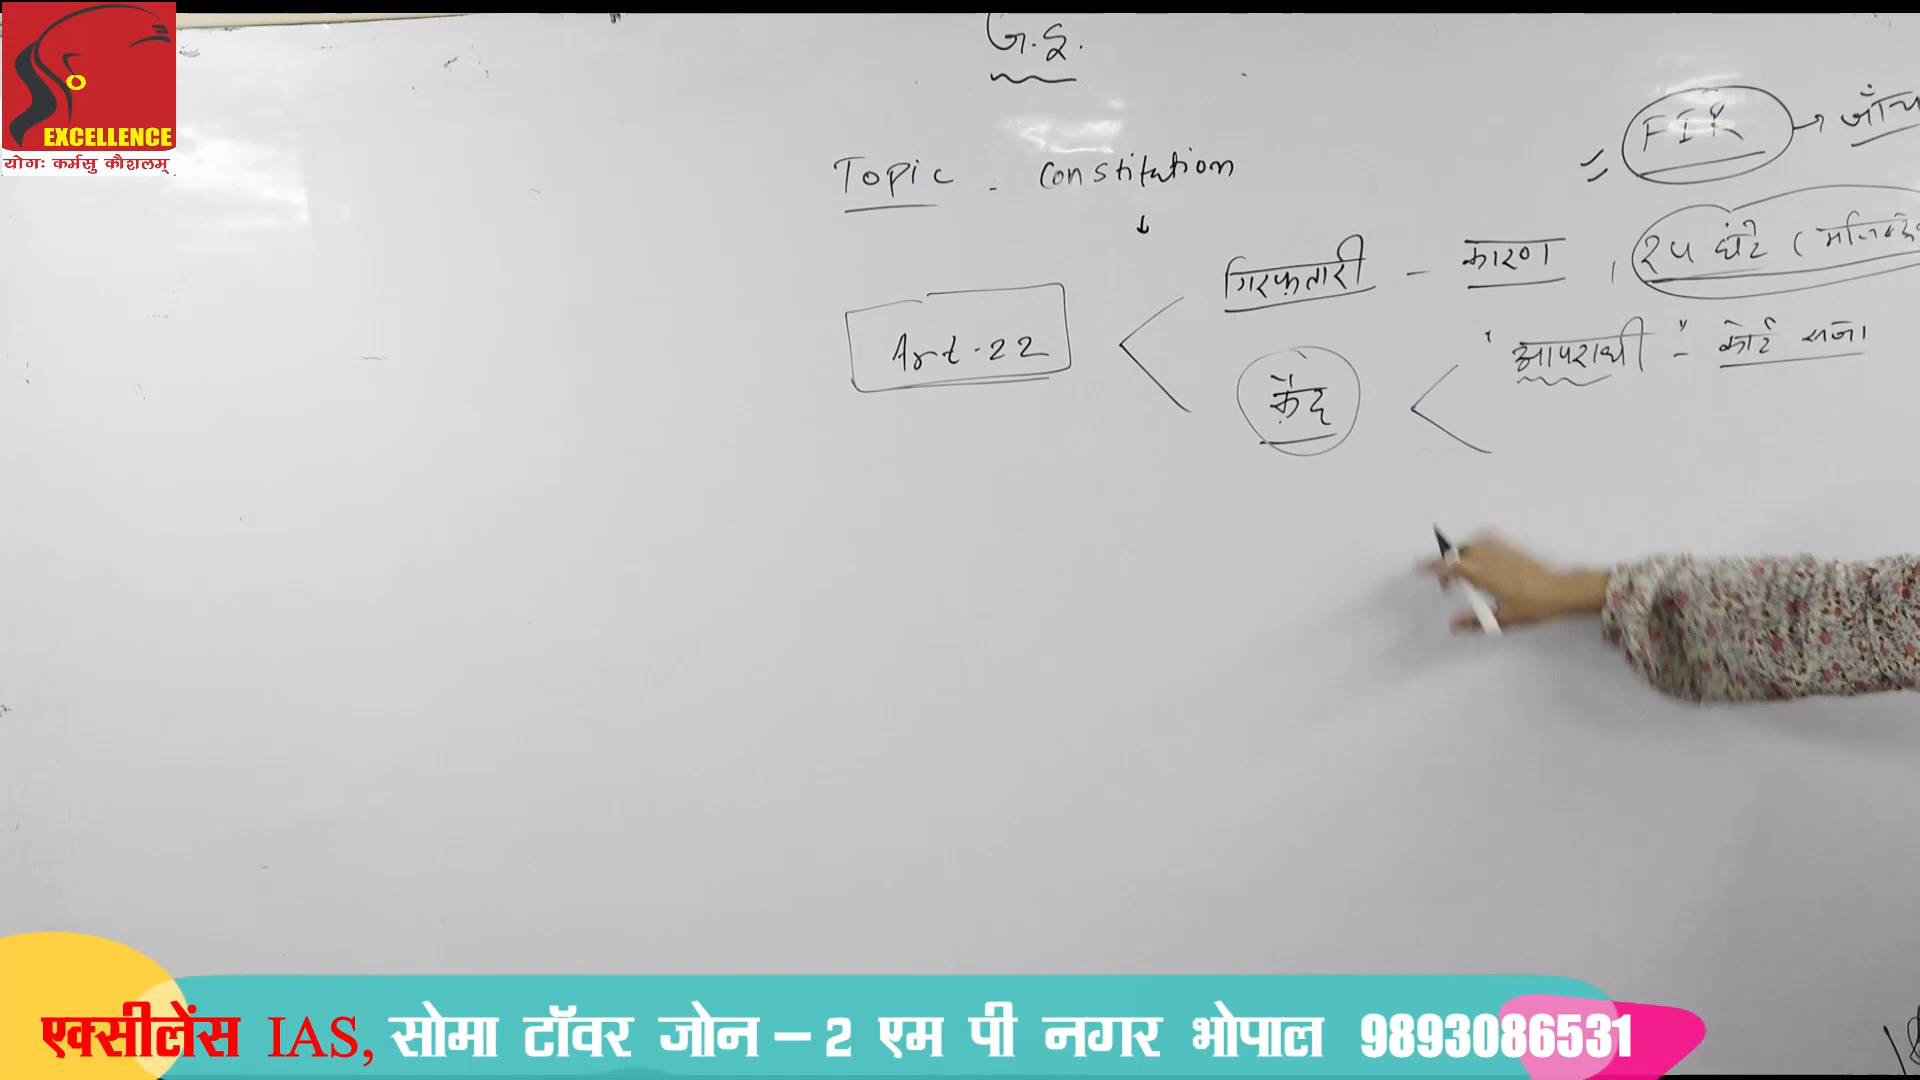 EXCELLENCE
योगः कर्मसु कौशलम्
G.S.
Topic - Constitution
FIR → जाँच
गिरफ़्तारी - कारण , २५ घंटे (
Art-22
"आपराधी" - कोर्ट सजा
क़ैद
एक्सीलेंस IAS, सोमा टॉवर जोन – 2 एम पी नगर भोपाल 9893086531